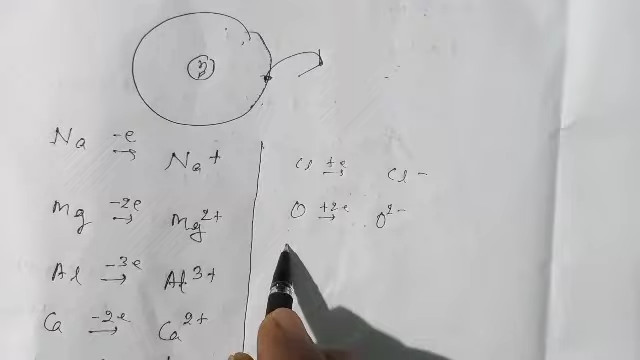 Na -e → Na+
Mg -2e → Mg2+
Al -3e → Al3+
Ca -2e → Ca2+
Cl +e → Cl-
O +2e → O2-